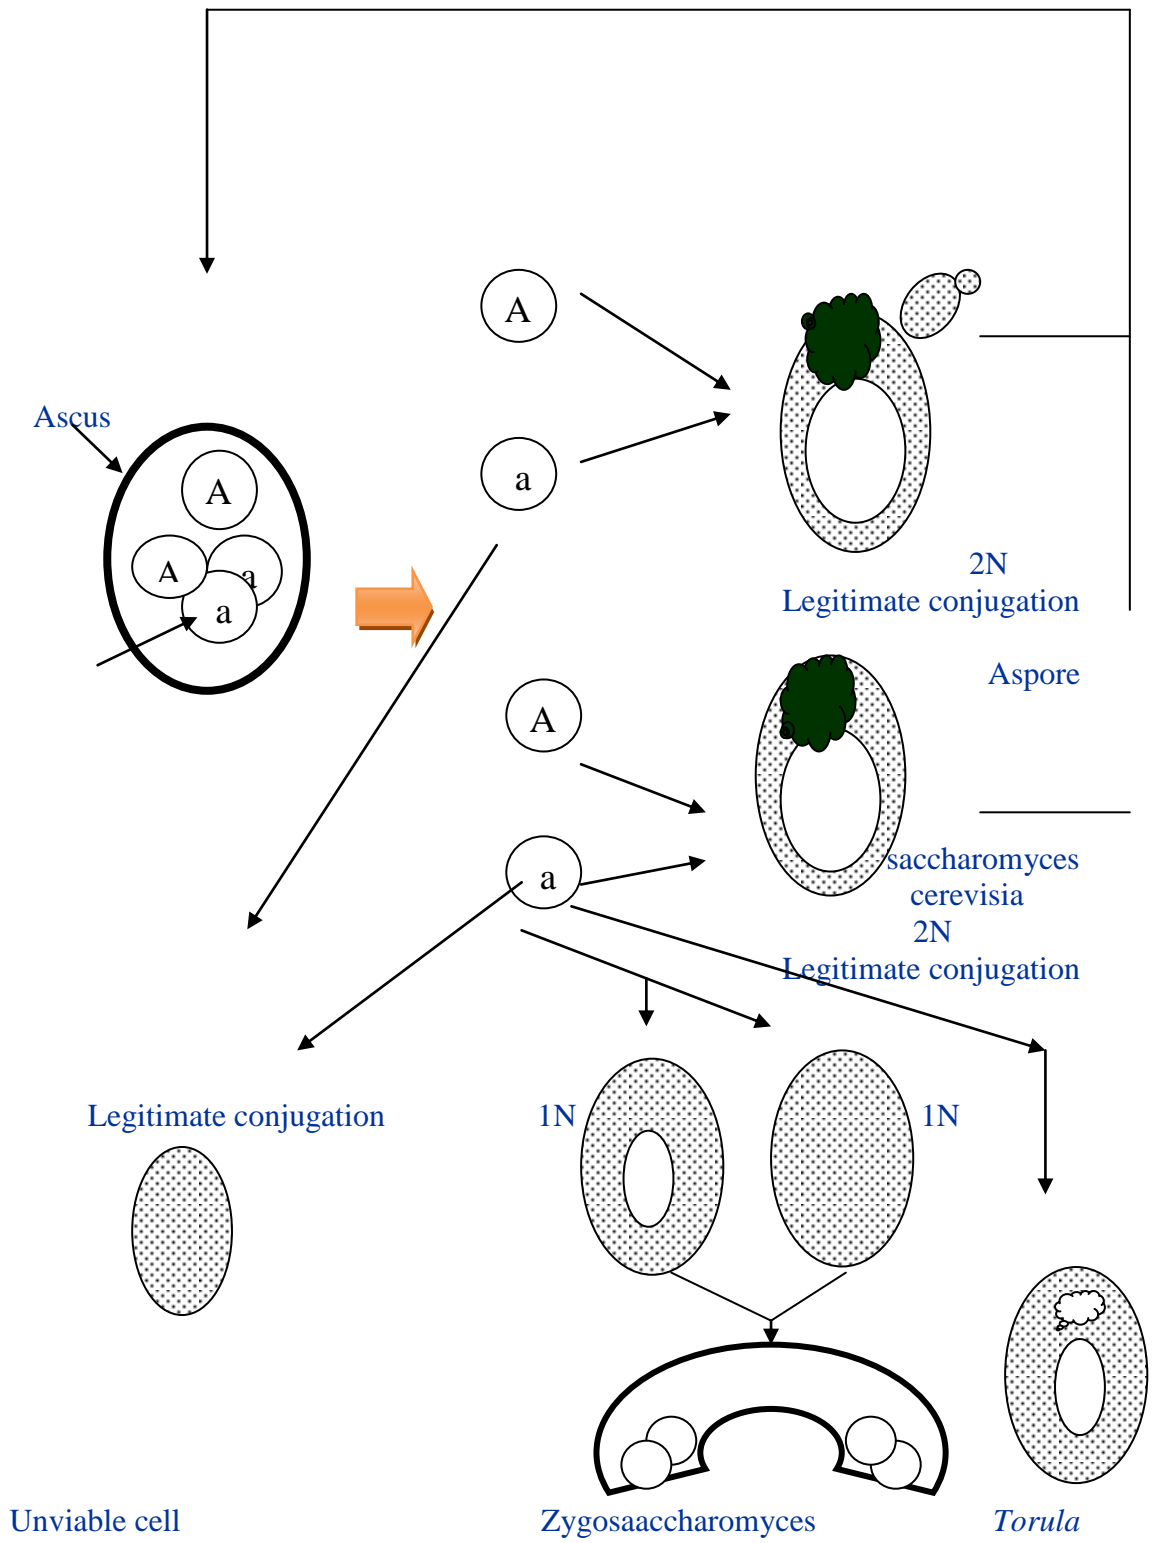 A
Ascus
a
A
A
a
a
2N
Legitimate conjugation
Aspore
A
saccharomyces
a
cerevisia
2N
Legitimate conjugation
Legitimate conjugation
1N
1N
Unviable cell
Zygosaaccharomyces
Torula